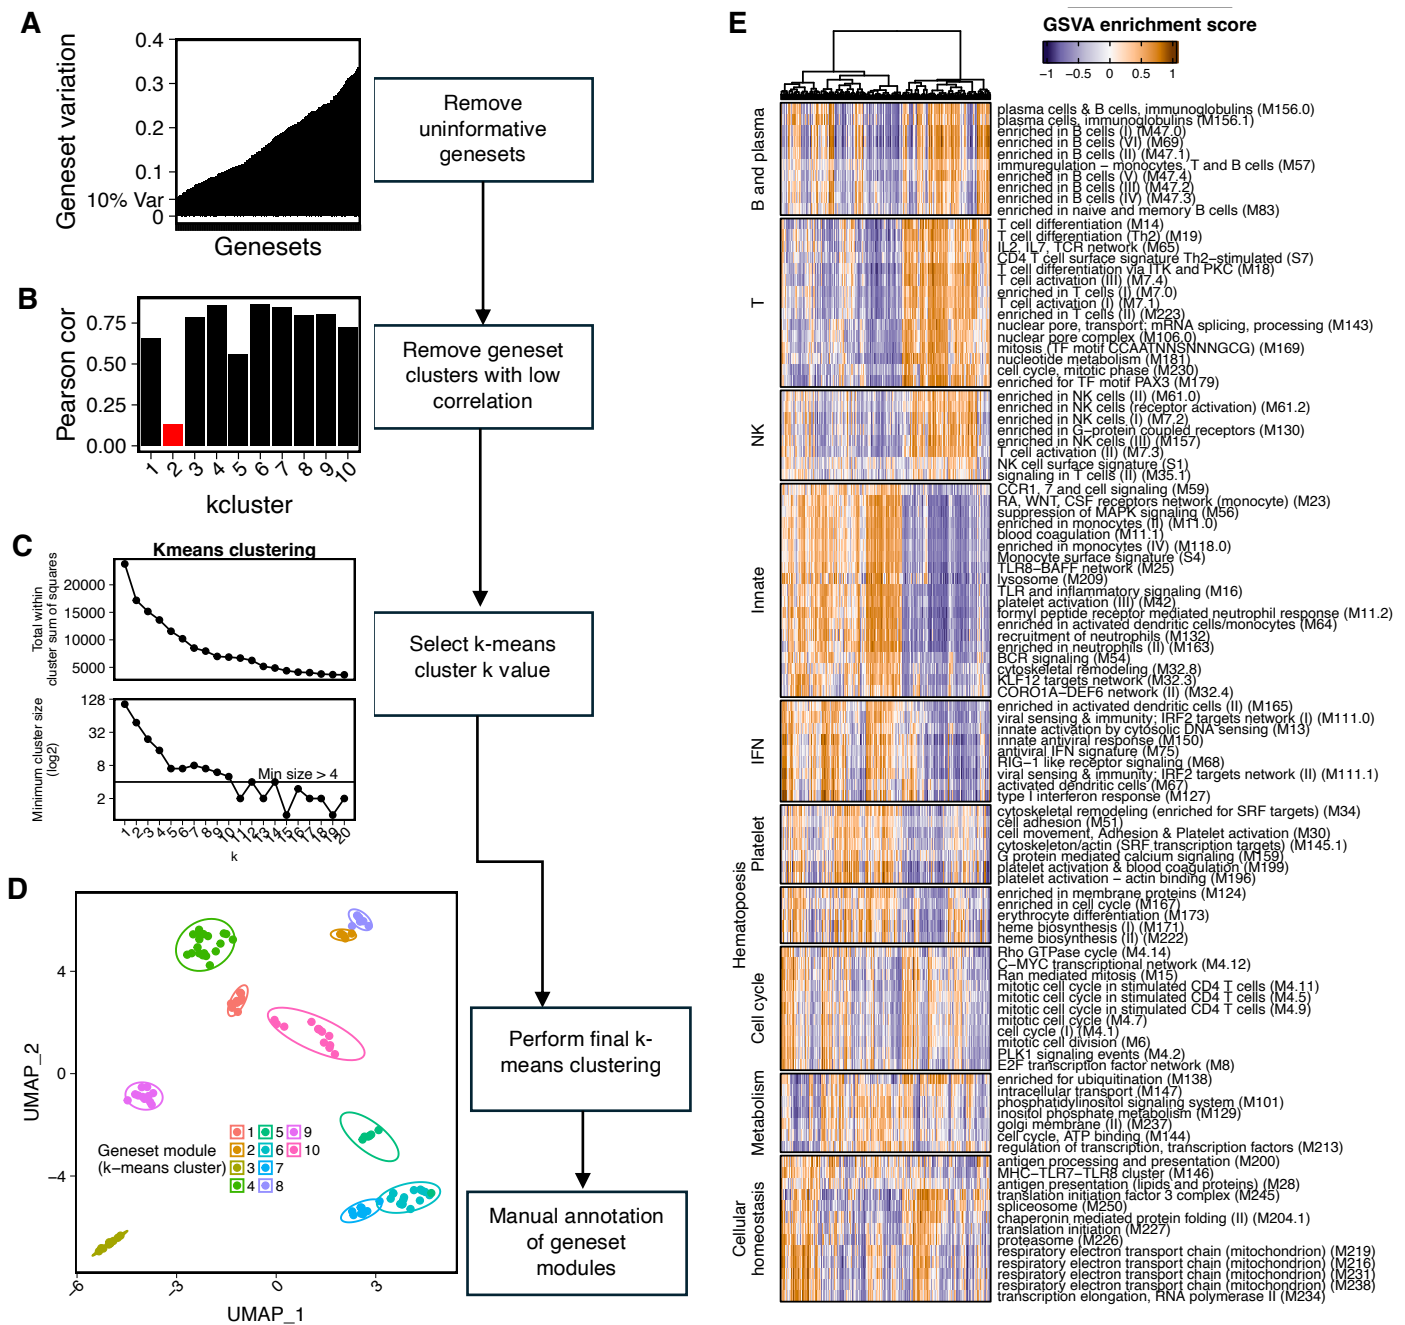 A
0.4
0.3
0.2
0.1
10% Var
0
Geneset variation
Genesets
Remove
uninformative
genesets
B
0.75
0.50
0.25
0.00
Pearson cor
1 2 3 4 5 6 7 8 9 10
kcluster
Remove geneset
clusters with low
correlation
C
Kmeans clustering
Total within
cluster sum of squares
20000
15000
10000
5000
Minimum cluster size
(log2)
128
32
8
2
Min size > 4
1 2 3 4 5 6 7 8 9 10 11 12 13 14 15 16 17 18 19 20
k
Select k-means
cluster k value
D
UMAP_2
4
0
−4
−6 −3 0 3
UMAP_1
Geneset module
(k−means cluster)
1 5 9
2 6 10
3 7
4 8
Perform final k-
means clustering
Manual annotation
of geneset
modules
E
GSVA enrichment score
−1 −0.5 0 0.5 1
B and plasma
plasma cells & B cells, immunoglobulins (M156.0)
plasma cells, immunoglobulins (M156.1)
enriched in B cells (I) (M47.0)
enriched in B cells (VI) (M69)
enriched in B cells (II) (M47.1)
immuregulation − monocytes, T and B cells (M57)
enriched in B cells (V) (M47.4)
enriched in B cells (III) (M47.2)
enriched in B cells (IV) (M47.3)
enriched in naive and memory B cells (M83)
T
T cell differentiation (M14)
T cell differentiation (Th2) (M19)
IL2, IL7, TCR network (M65)
CD4 T cell surface signature Th2−stimulated (S7)
T cell differentiation via ITK and PKC (M18)
T cell activation (III) (M7.4)
enriched in T cells (I) (M7.0)
T cell activation (I) (M7.1)
enriched in T cells (II) (M223)
nuclear pore, transport; mRNA splicing, processing (M143)
nuclear pore complex (M106.0)
mitosis (TF motif CCAATNNSNNNGCG) (M169)
nucleotide metabolism (M181)
cell cycle, mitotic phase (M230)
enriched for TF motif PAX3 (M179)
NK
enriched in NK cells (II) (M61.0)
enriched in NK cells (receptor activation) (M61.2)
enriched in NK cells (I) (M7.2)
enriched in G−protein coupled receptors (M130)
enriched in NK cells (III) (M157)
T cell activation (II) (M7.3)
NK cell surface signature (S1)
signaling in T cells (II) (M35.1)
Innate
CCR1, 7 and cell signaling (M59)
RA, WNT, CSF receptors network (monocyte) (M23)
suppression of MAPK signaling (M56)
enriched in monocytes (II) (M11.0)
blood coagulation (M11.1)
enriched in monocytes (IV) (M118.0)
Monocyte surface signature (S4)
TLR8−BAFF network (M25)
lysosome (M209)
TLR and inflammatory signaling (M16)
platelet activation (III) (M42)
formyl peptide receptor mediated neutrophil response (M11.2)
enriched in activated dendritic cells/monocytes (M64)
recruitment of neutrophils (M132)
enriched in neutrophils (II) (M163)
BCR signaling (M54)
cytoskeletal remodeling (M32.8)
KLF12 targets network (M32.3)
CORO1A−DEF6 network (II) (M32.4)
IFN
enriched in activated dendritic cells (II) (M165)
viral sensing & immunity; IRF2 targets network (I) (M111.0)
innate activation by cytosolic DNA sensing (M13)
innate antiviral response (M150)
antiviral IFN signature (M75)
RIG−1 like receptor signaling (M68)
viral sensing & immunity; IRF2 targets network (II) (M111.1)
activated dendritic cells (M67)
type I interferon response (M127)
Platelet
cytoskeletal remodeling (enriched for SRF targets) (M34)
cell adhesion (M51)
cell movement, Adhesion & Platelet activation (M30)
cytoskeleton/actin (SRF transcription targets) (M145.1)
G protein mediated calcium signaling (M159)
platelet activation & blood coagulation (M199)
platelet activation − actin binding (M196)
Hematopoesis
enriched in membrane proteins (M124)
enriched in cell cycle (M167)
erythrocyte differentiation (M173)
heme biosynthesis (I) (M171)
heme biosynthesis (II) (M222)
Cell cycle
Rho GTPase cycle (M4.14)
C−MYC transcriptional network (M4.12)
Ran mediated mitosis (M15)
mitotic cell cycle in stimulated CD4 T cells (M4.11)
mitotic cell cycle in stimulated CD4 T cells (M4.5)
mitotic cell cycle in stimulated CD4 T cells (M4.9)
mitotic cell cycle (M4.7)
cell cycle (I) (M4.1)
mitotic cell division (M6)
PLK1 signaling events (M4.2)
E2F transcription factor network (M8)
Metabolism
enriched for ubiquitination (M138)
intracellular transport (M147)
phosphatidylinositol signaling system (M101)
inositol phosphate metabolism (M129)
golgi membrane (II) (M237)
cell cycle, ATP binding (M144)
regulation of transcription, transcription factors (M213)
Cellular
homeostasis
antigen processing and presentation (M200)
MHC−TLR7−TLR8 cluster (M146)
antigen presentation (lipids and proteins) (M28)
translation initiation factor 3 complex (M245)
spliceosome (M250)
chaperonin mediated protein folding (II) (M204.1)
translation initiation (M227)
proteasome (M226)
respiratory electron transport chain (mitochondrion) (M219)
respiratory electron transport chain (mitochondrion) (M216)
respiratory electron transport chain (mitochondrion) (M231)
respiratory electron transport chain (mitochondrion) (M238)
transcription elongation, RNA polymerase II (M234)